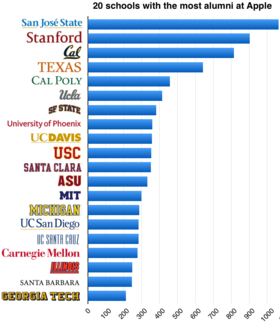 20 schools with the most alumni at Apple
San José State
Stanford
Cal
TEXAS
CAL POLY
Ucla
SF STATE
University of Phoenix
UCDAVIS
USC
SANTA CLARA
ASU
MIT
MICHIGAN
UC San Diego
UC SANTA CRUZ
Carnegie Mellon
ILLINOIS
SANTA BARBARA
GEORGIA TECH
0 100 200 300 400 500 600 700 800 900 1000